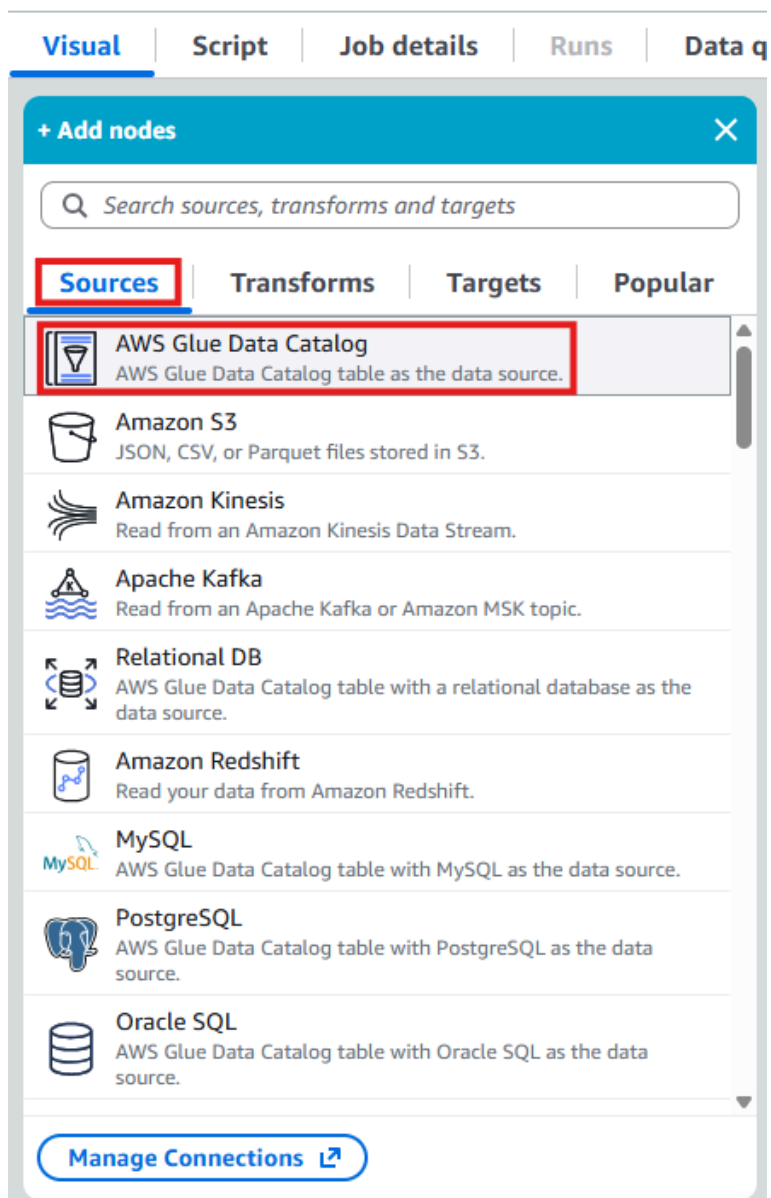 Visual Script Job details Runs Data q
+ Add nodes
Search sources, transforms and targets
Sources Transforms Targets Popular
AWS Glue Data Catalog
AWS Glue Data Catalog table as the data source.
Amazon S3
JSON, CSV, or Parquet files stored in S3.
Amazon Kinesis
Read from an Amazon Kinesis Data Stream.
K
Apache Kafka
Read from an Apache Kafka or Amazon MSK topic.
Relational DB
AWS Glue Data Catalog table with a relational database as the
data source.
Amazon Redshift
Read your data from Amazon Redshift.
MySQL
MySQL
AWS Glue Data Catalog table with MySQL as the data source.
PostgreSQL
AWS Glue Data Catalog table with PostgreSQL as the data
source.
Oracle SQL
AWS Glue Data Catalog table with Oracle SQL as the data
source.
Manage Connections